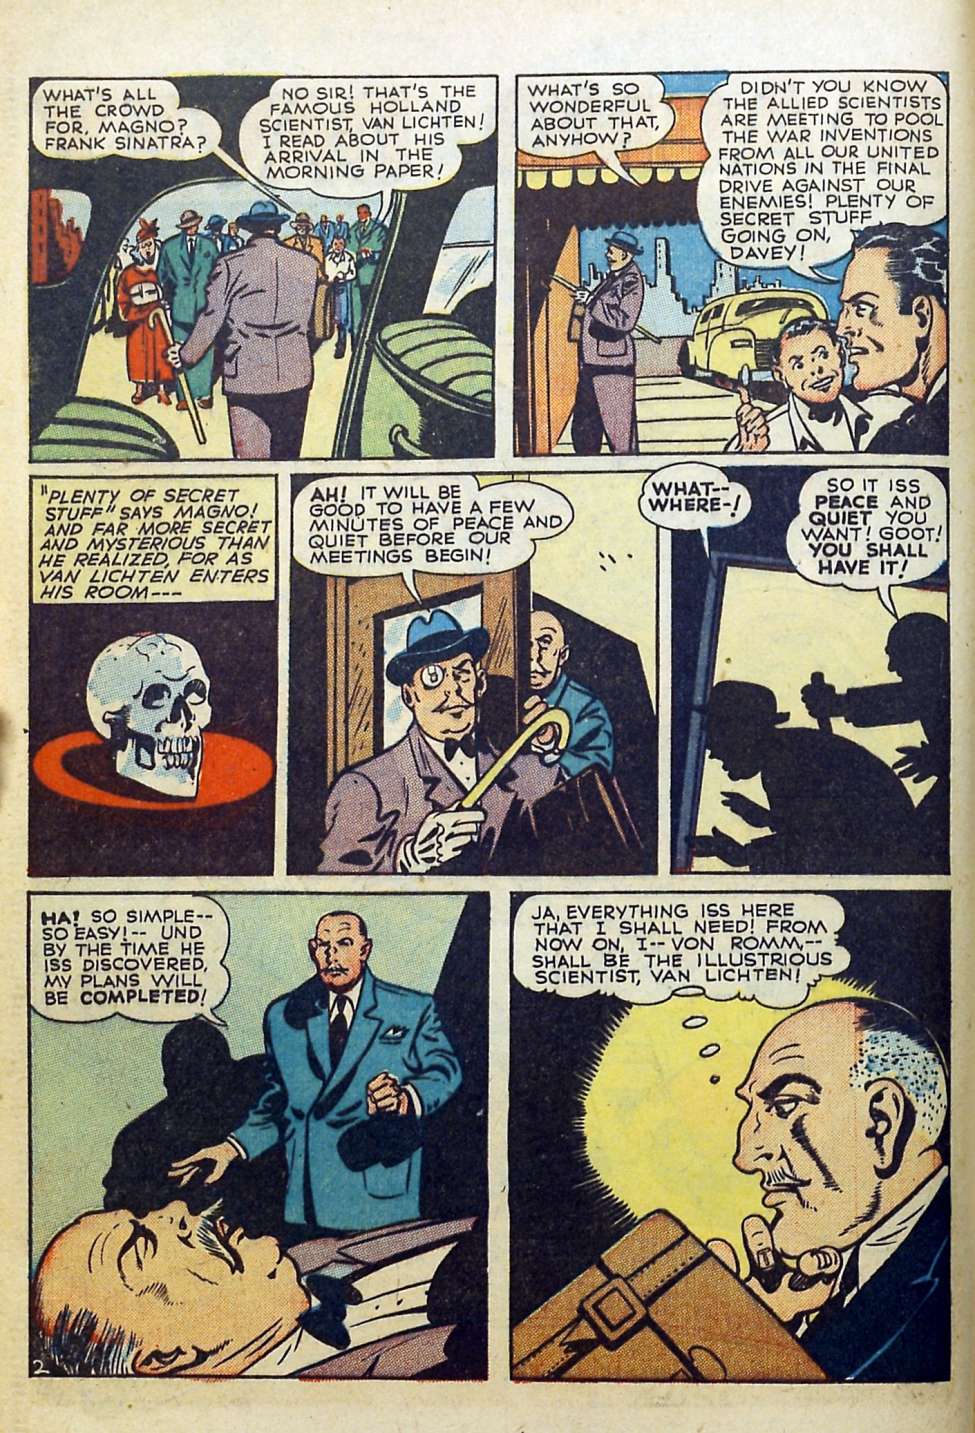 WHAT'S ALL
THE CROWD
FOR, MAGNO?
FRANK SINATRA?
NO SIR! THAT'S THE
FAMOUS HOLLAND
SCIENTIST, VAN LICHTEN!
I READ ABOUT HIS
ARRIVAL IN THE
MORNING PAPER!
WHAT'S SO
WONDERFUL
ABOUT THAT,
ANYHOW?
DIDN'T YOU KNOW
THE ALLIED SCIENTISTS
ARE MEETING TO POOL
THE WAR INVENTIONS
FROM ALL OUR UNITED
NATIONS IN THE FINAL
DRIVE AGAINST OUR
ENEMIES! PLENTY OF
SECRET STUFF
GOING ON,
DAVEY!
"PLENTY OF SECRET
STUFF" SAYS MAGNO!
AND FAR MORE SECRET
AND MYSTERIOUS THAN
HE REALIZED, FOR AS
VAN LICHTEN ENTERS
HIS ROOM---
AH! IT WILL BE
GOOD TO HAVE A FEW
MINUTES OF PEACE AND
QUIET BEFORE OUR
MEETINGS BEGIN!
WHAT--
WHERE-!
SO IT ISS
PEACE AND
QUIET YOU
WANT! GOOT!
YOU SHALL
HAVE IT!
HA! SO SIMPLE--
SO EASY!-- UND
BY THE TIME HE
ISS DISCOVERED,
MY PLANS WILL
BE COMPLETED!
JA, EVERYTHING ISS HERE
THAT I SHALL NEED! FROM
NOW ON, I-- VON ROMM,--
SHALL BE THE ILLUSTRIOUS
SCIENTIST, VAN LICHTEN!
2